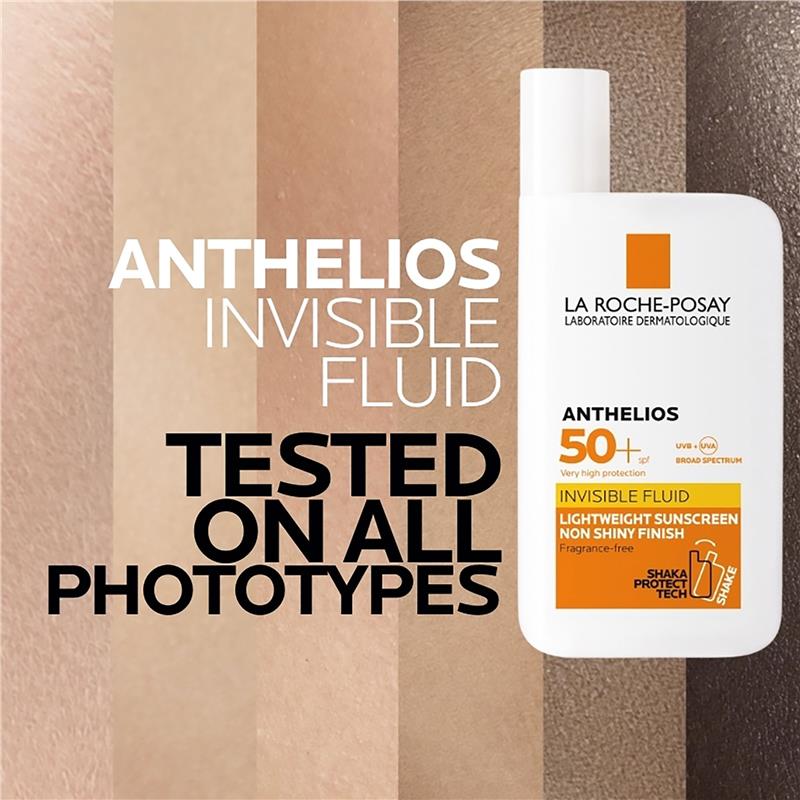 ANTHELIOS
INVISIBLE
FLUID
TESTED
ON ALL
PHOTOTYPES
LA ROCHE-POSAY
LABORATOIRE DERMATOLOGIQUE
ANTHELIOS
50+ spf
Very high protection
UVB + UVA
BROAD SPECTRUM
INVISIBLE FLUID
LIGHTWEIGHT SUNSCREEN
NON SHINY FINISH
Fragrance-free
SHAKA
PROTECT
TECH
SHAKE